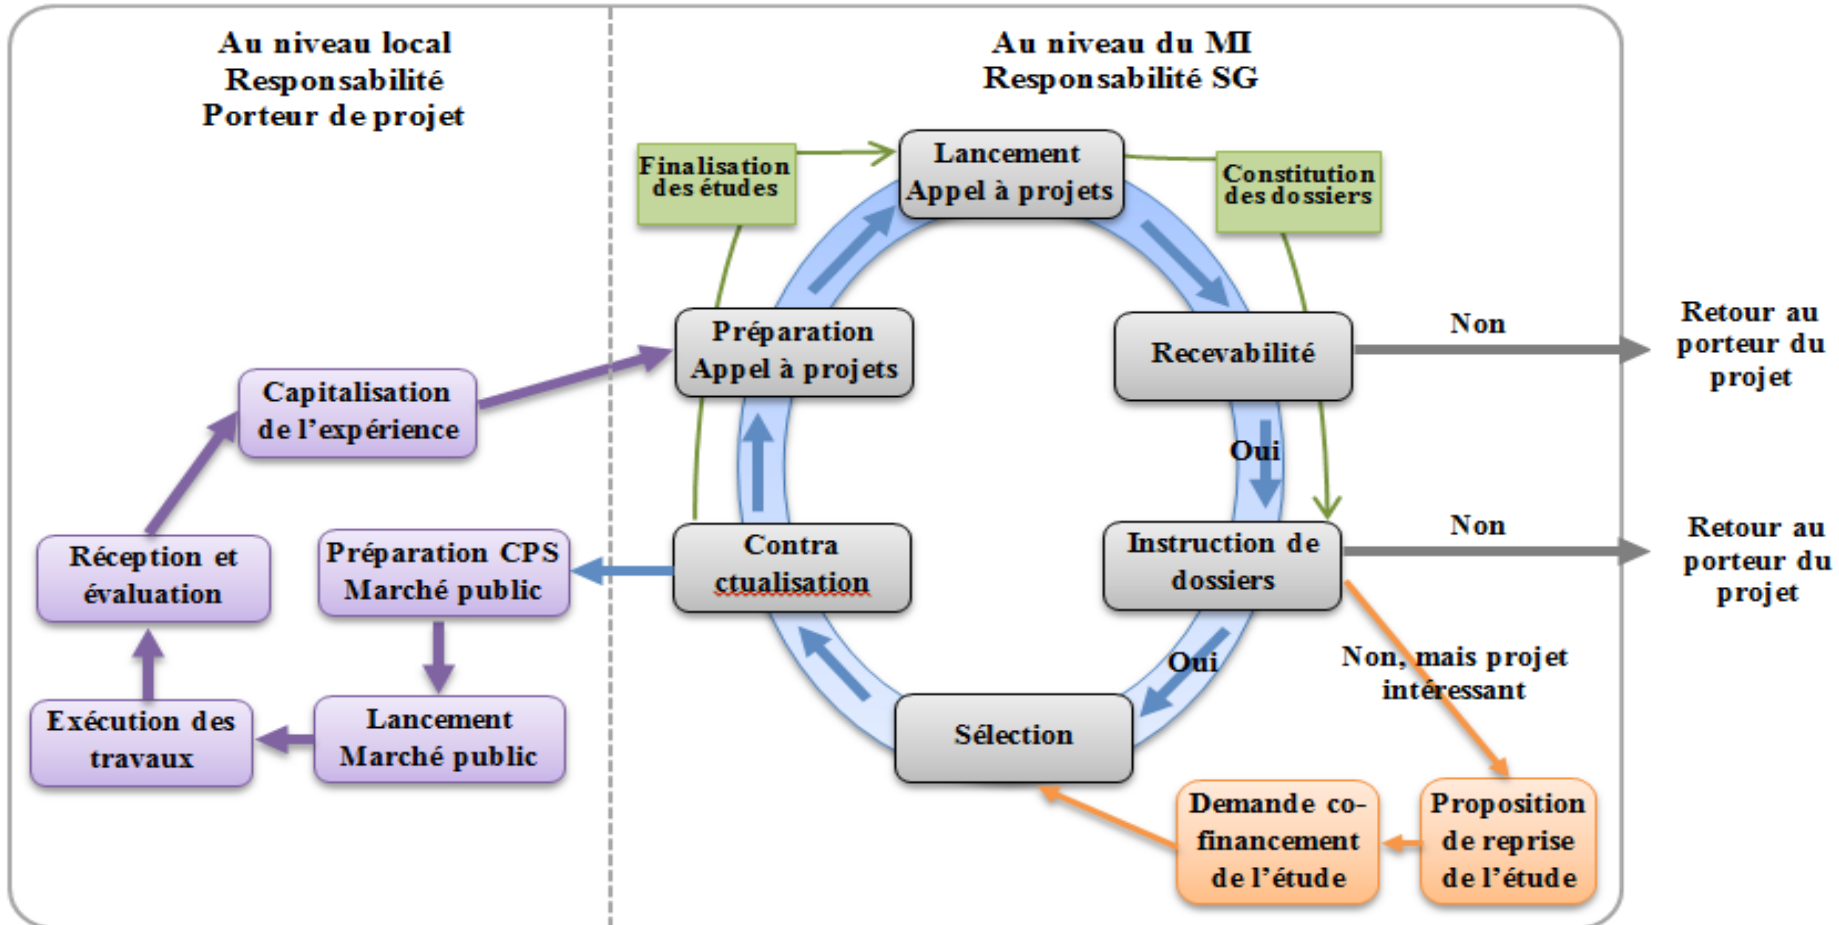 Au niveau local
Responsabilité
Porteur de projet
Au niveau du MI
Responsabilité SG
Finalisation
des études
Lancement
Appel à projets
Constitution
des dossiers
Préparation
Appel à projets
Recevabilité
Non
Retour au
porteur du
projet
Capitalisation
de l’expérience
Oui
Réception et
évaluation
Préparation CPS
Marché public
Contra
ctualisation
Instruction de
dossiers
Non
Retour au
porteur du
projet
Oui
Non, mais projet
intéressant
Exécution des
travaux
Lancement
Marché public
Sélection
Demande co-
financement
de l’étude
Proposition
de reprise
de l’étude